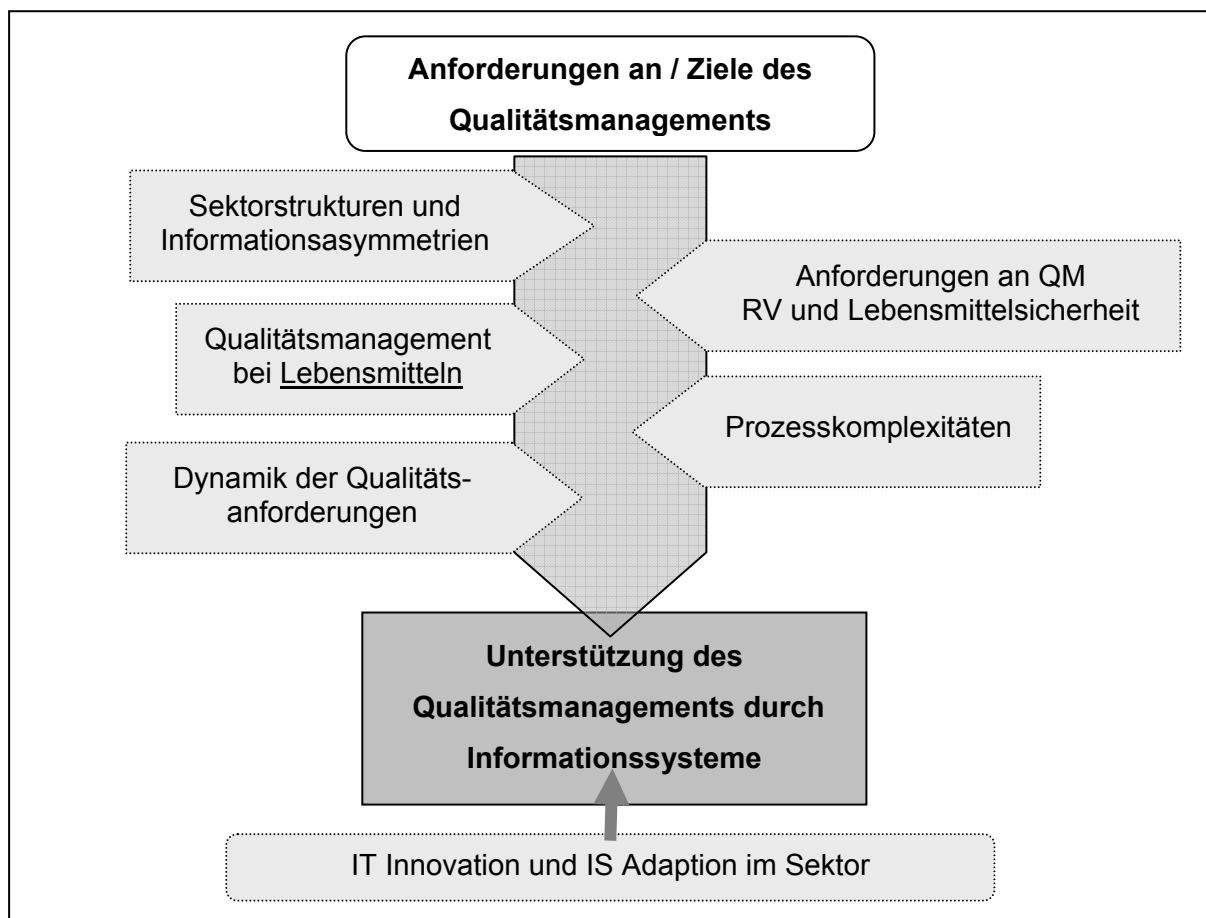 Anforderungen an / Ziele des
Qualitätsmanagements
Sektorstrukturen und
Informationsasymmetrien
Anforderungen an QM
RV und Lebensmittelsicherheit
Qualitätsmanagement
bei Lebensmitteln
Prozesskomplexitäten
Dynamik der Qualitäts-
anforderungen
Unterstützung des
Qualitätsmanagements durch
Informationssysteme
IT Innovation und IS Adaption im Sektor